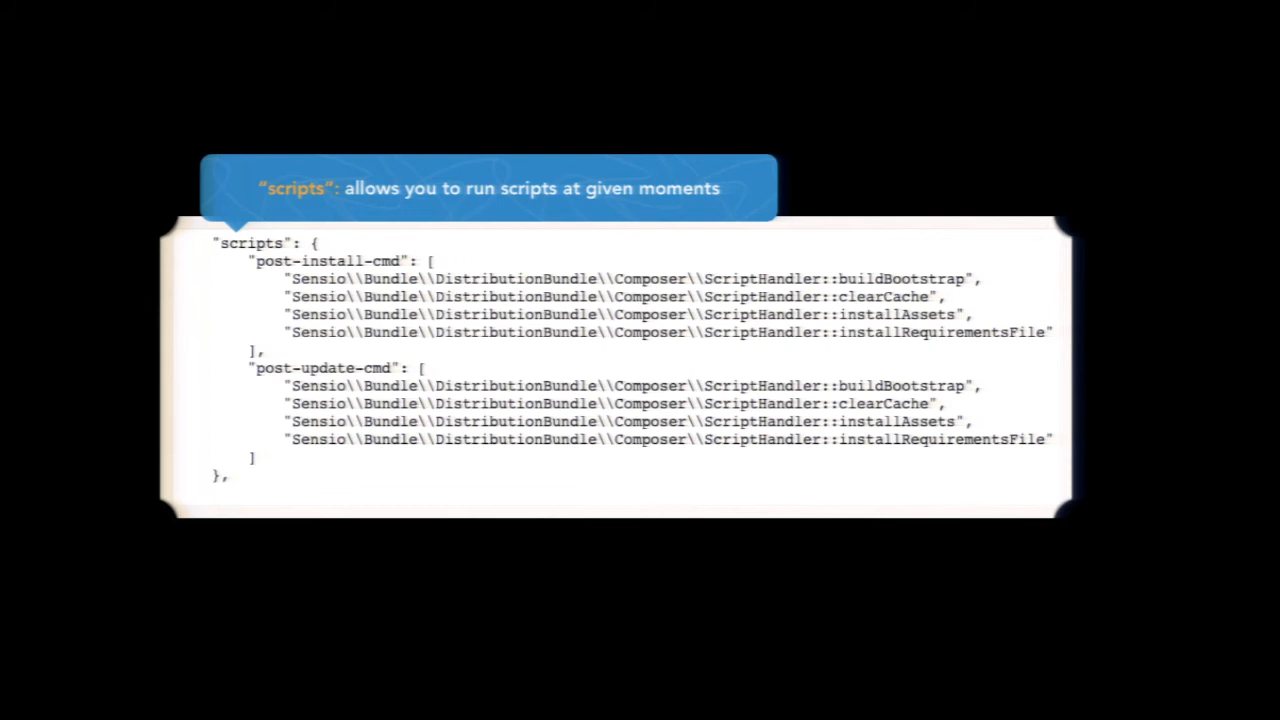 “scripts”: allows you to run scripts at given moments
"scripts": {
    "post-install-cmd": [
        "Sensio\\Bundle\\DistributionBundle\\Composer\\ScriptHandler::buildBootstrap",
        "Sensio\\Bundle\\DistributionBundle\\Composer\\ScriptHandler::clearCache",
        "Sensio\\Bundle\\DistributionBundle\\Composer\\ScriptHandler::installAssets",
        "Sensio\\Bundle\\DistributionBundle\\Composer\\ScriptHandler::installRequirementsFile"
    ],
    "post-update-cmd": [
        "Sensio\\Bundle\\DistributionBundle\\Composer\\ScriptHandler::buildBootstrap",
        "Sensio\\Bundle\\DistributionBundle\\Composer\\ScriptHandler::clearCache",
        "Sensio\\Bundle\\DistributionBundle\\Composer\\ScriptHandler::installAssets",
        "Sensio\\Bundle\\DistributionBundle\\Composer\\ScriptHandler::installRequirementsFile"
    ]
},